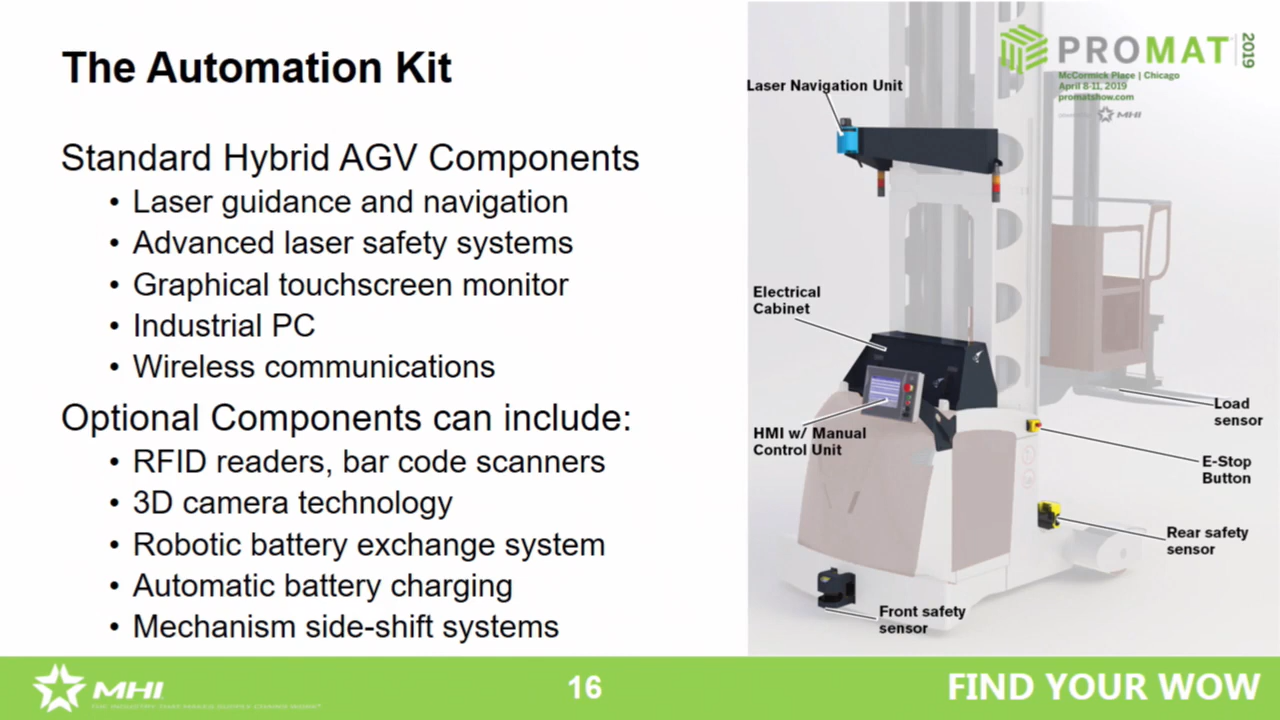 The Automation Kit
Standard Hybrid AGV Components
• Laser guidance and navigation
• Advanced laser safety systems
• Graphical touchscreen monitor
• Industrial PC
• Wireless communications
Optional Components can include:
• RFID readers, bar code scanners
• 3D camera technology
• Robotic battery exchange system
• Automatic battery charging
• Mechanism side-shift systems
PROMAT 2019
McCormick Place | Chicago
April 8-11, 2019
promatshow.com
MHI
Laser Navigation Unit
Electrical
Cabinet
HMI w/ Manual
Control Unit
Load
sensor
E-Stop
Button
Rear safety
sensor
Front safety
sensor
MHI
16
FIND YOUR WOW